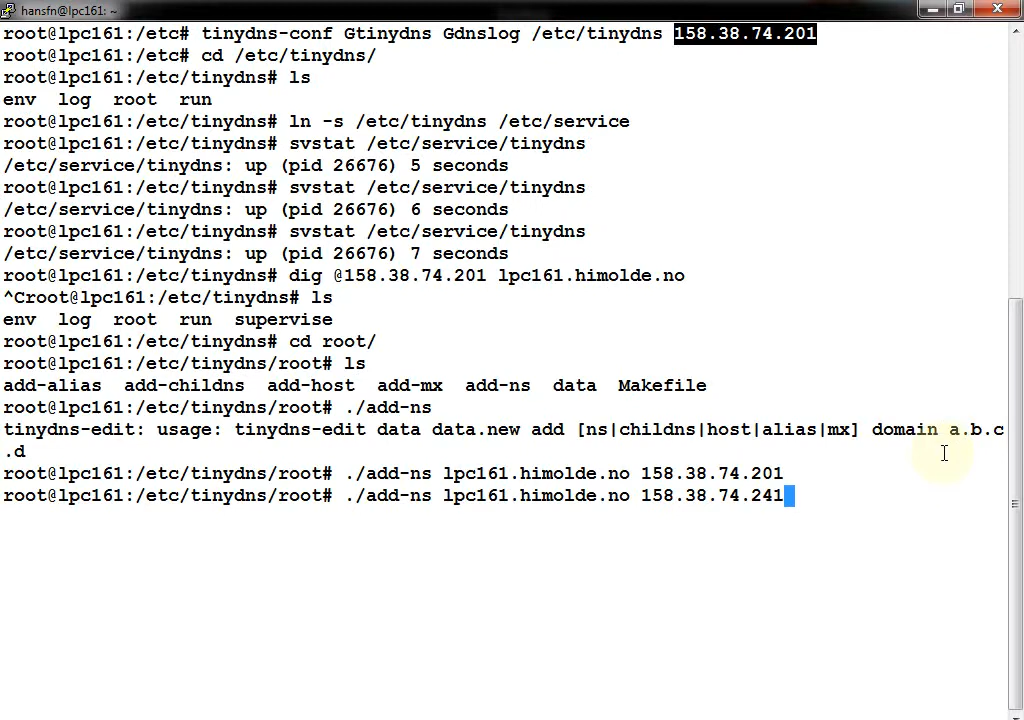 hansfn@lpc161: ~
root@lpc161:/etc# tinydns-conf Gtinydns Gdnslog /etc/tinydns 158.38.74.201
root@lpc161:/etc# cd /etc/tinydns/
root@lpc161:/etc/tinydns# ls
env  log  root  run
root@lpc161:/etc/tinydns# ln -s /etc/tinydns /etc/service
root@lpc161:/etc/tinydns# svstat /etc/service/tinydns
/etc/service/tinydns: up (pid 26676) 5 seconds
root@lpc161:/etc/tinydns# svstat /etc/service/tinydns
/etc/service/tinydns: up (pid 26676) 6 seconds
root@lpc161:/etc/tinydns# svstat /etc/service/tinydns
/etc/service/tinydns: up (pid 26676) 7 seconds
root@lpc161:/etc/tinydns# dig @158.38.74.201 lpc161.himolde.no
^Croot@lpc161:/etc/tinydns# ls
env  log  root  run  supervise
root@lpc161:/etc/tinydns# cd root/
root@lpc161:/etc/tinydns/root# ls
add-alias  add-childns  add-host  add-mx  add-ns  data  Makefile
root@lpc161:/etc/tinydns/root# ./add-ns
tinydns-edit: usage: tinydns-edit data data.new add [ns|childns|host|alias|mx] domain a.b.c
.d
root@lpc161:/etc/tinydns/root# ./add-ns lpc161.himolde.no 158.38.74.201
root@lpc161:/etc/tinydns/root# ./add-ns lpc161.himolde.no 158.38.74.241